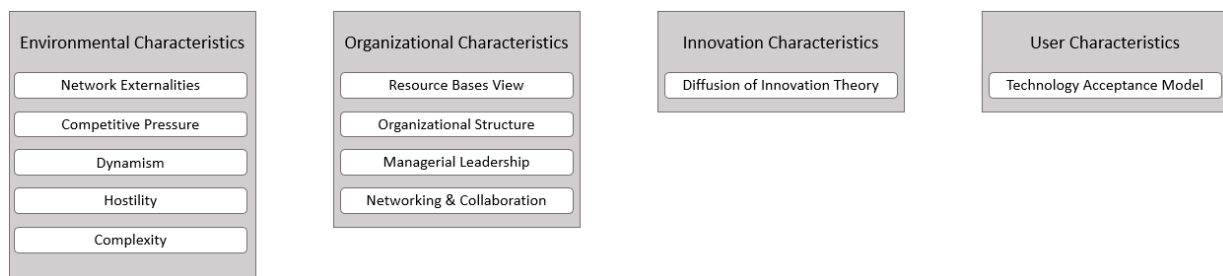 Environmental Characteristics
Network Externalities
Competitive Pressure
Dynamism
Hostility
Complexity
Organizational Characteristics
Resource Bases View
Organizational Structure
Managerial Leadership
Networking & Collaboration
Innovation Characteristics
Diffusion of Innovation Theory
User Characteristics
Technology Acceptance Model